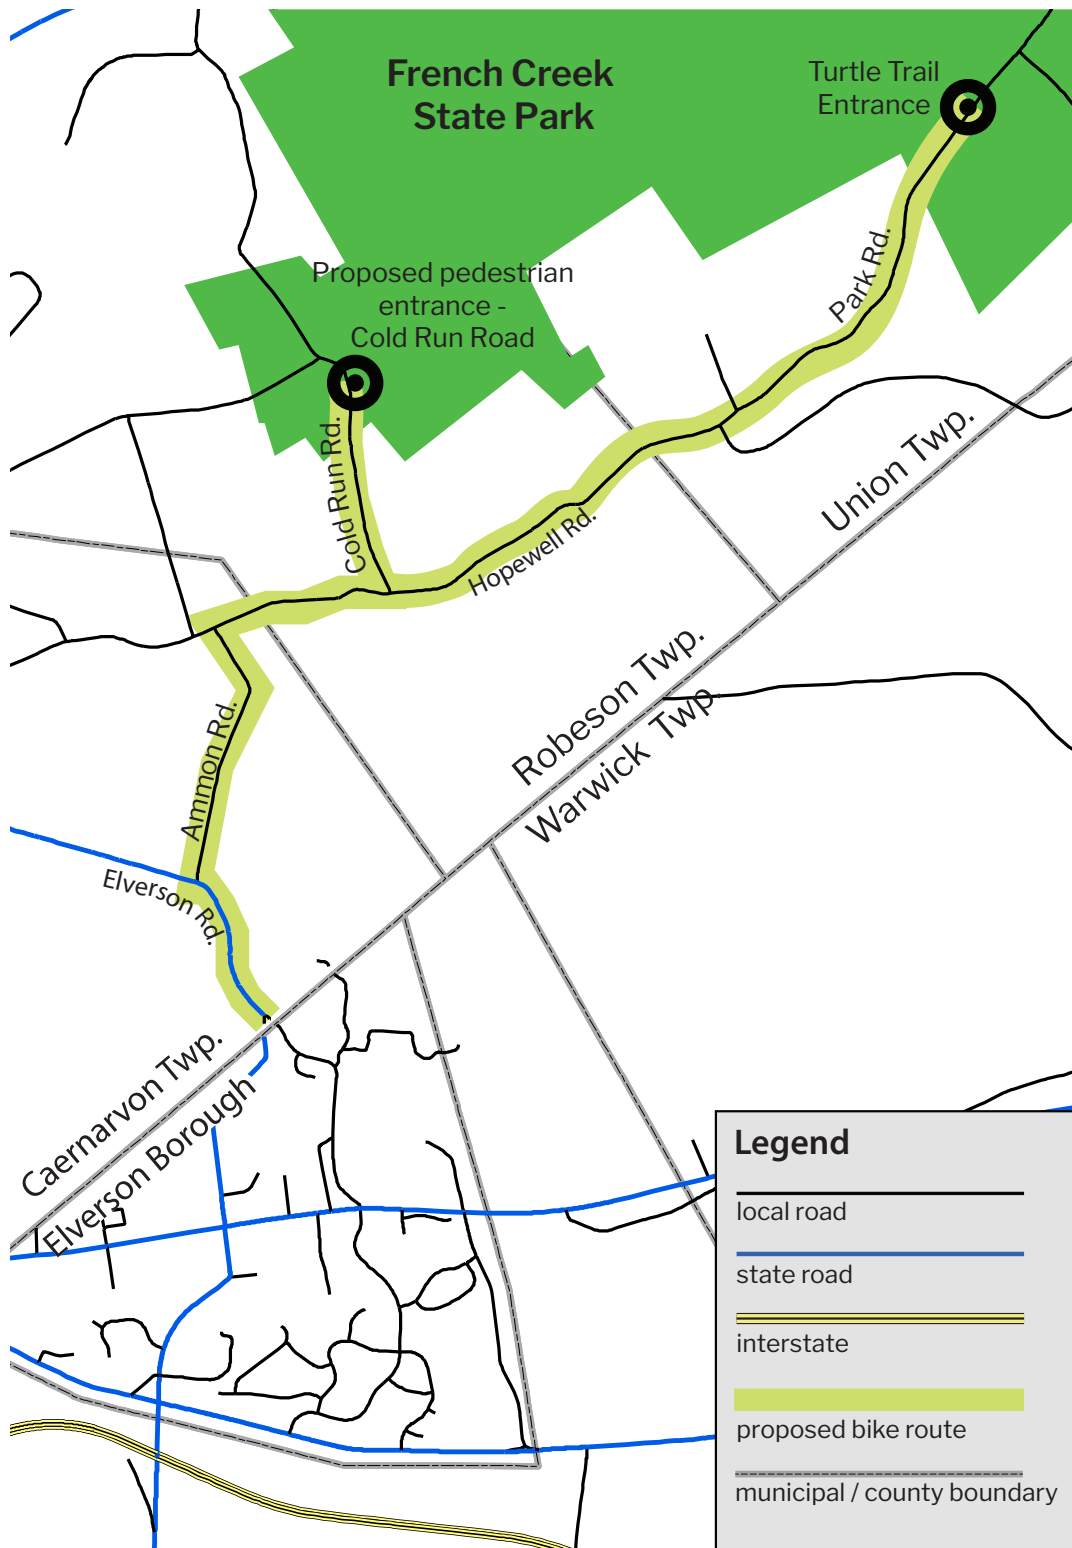 French Creek
State Park
Turtle Trail
Entrance
Park Rd.
Proposed pedestrian
entrance -
Cold Run Road
Cold Run Rd.
Hopewell Rd.
Union Twp.
Robeson Twp.
Warwick Twp.
Ammon Rd.
Elverson Rd.
Caernarvon Twp.
Elverson Borough
Legend
local road
state road
interstate
proposed bike route
municipal / county boundary